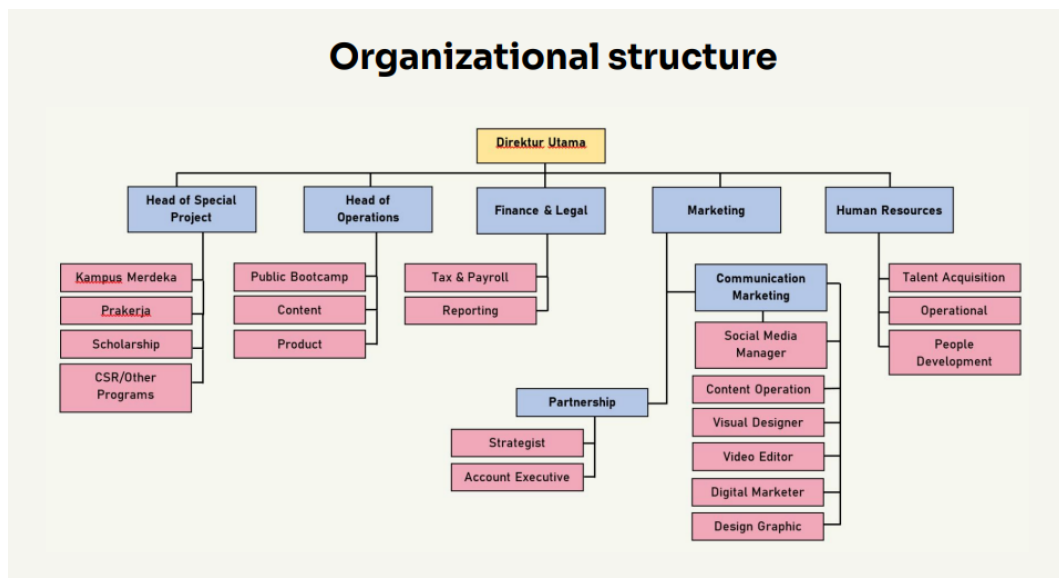 Organizational structure
Direktur Utama
Head of Special
Project
Kampus Merdeka
Prakerja
Scholarship
CSR/Other
Programs
Head of
Operations
Public Bootcamp
Content
Product
Finance & Legal
Tax & Payroll
Reporting
Marketing
Communication
Marketing
Social Media
Manager
Content Operation
Visual Designer
Video Editor
Digital Marketer
Design Graphic
Partnership
Strategist
Account Executive
Human Resources
Talent Acquisition
Operational
People
Development